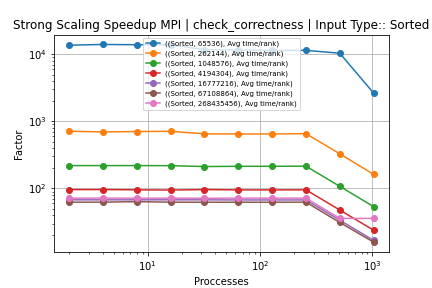 Strong Scaling Speedup MPI | check_correctness | Input Type:: Sorted
((Sorted, 65536), Avg time/rank)
((Sorted, 262144), Avg time/rank)
((Sorted, 1048576), Avg time/rank)
((Sorted, 4194304), Avg time/rank)
((Sorted, 16777216), Avg time/rank)
((Sorted, 67108864), Avg time/rank)
((Sorted, 268435456), Avg time/rank)
Factor
10⁴
10³
10²
10¹ 10² 10³
Proccesses